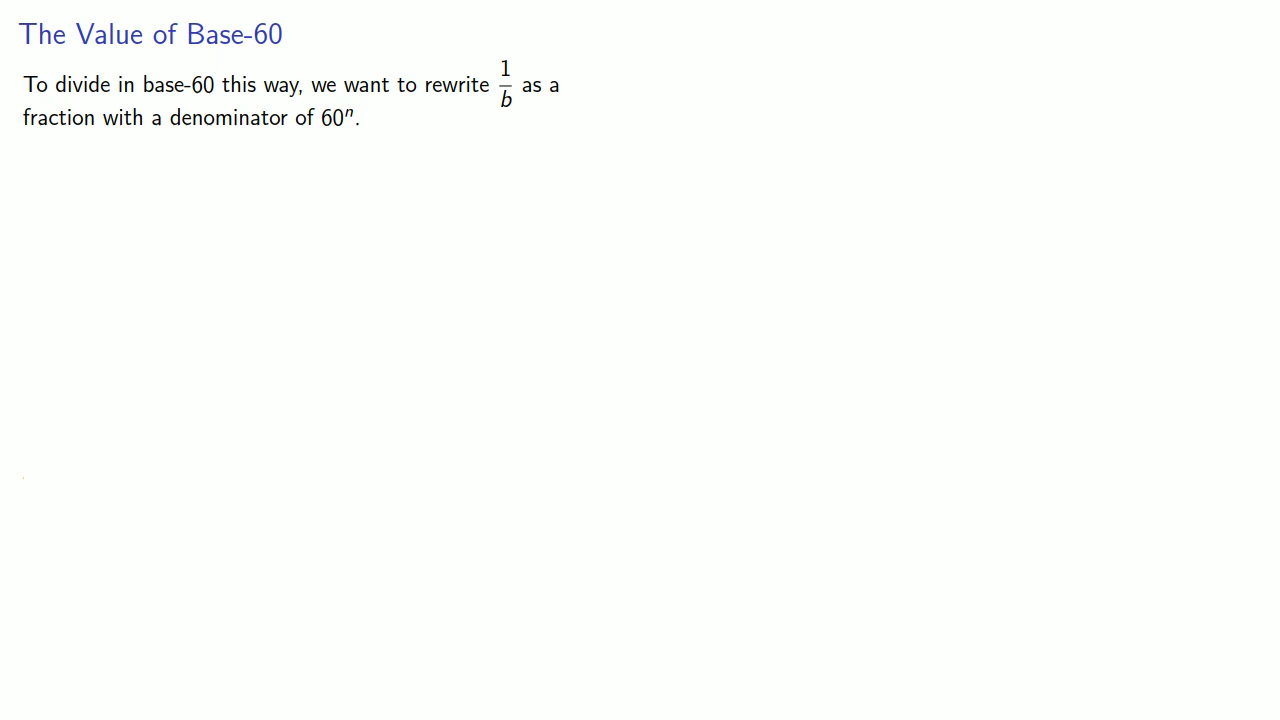 The Value of Base-60
To divide in base-60 this way, we want to rewrite 1/b as a
fraction with a denominator of 60ⁿ.